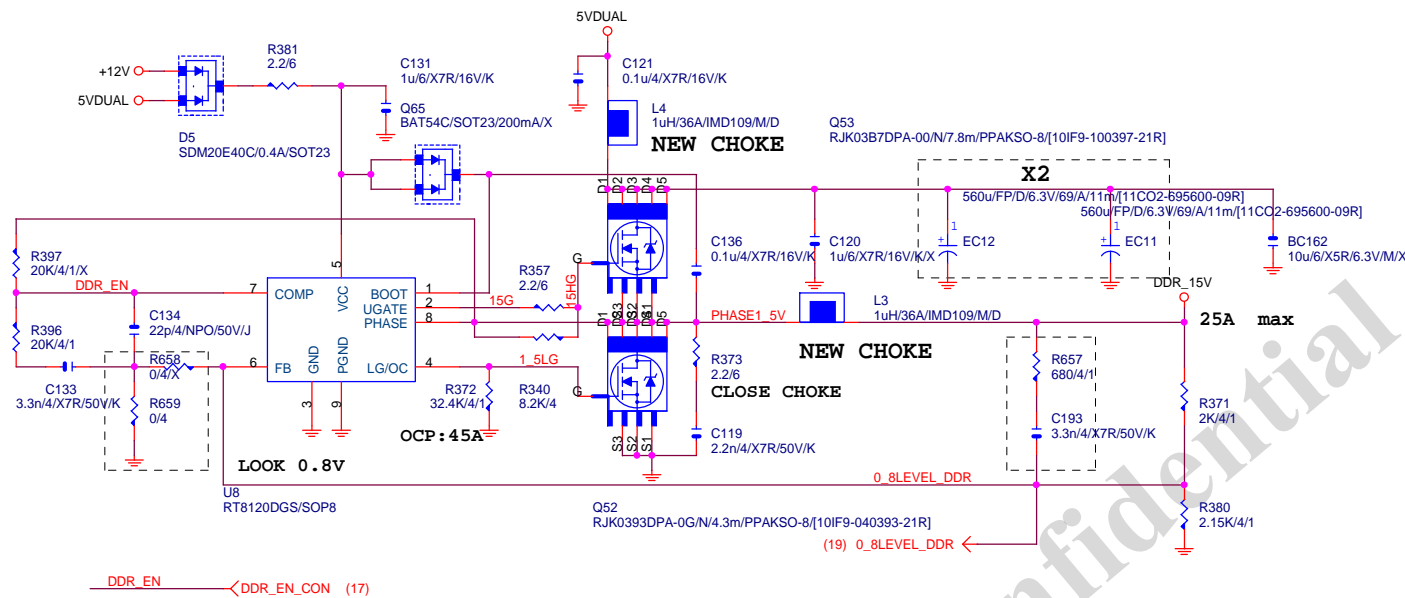 5VDUAL
+12V
5VDUAL
R381
2.2/6
D5
SDM20E40C/0.4A/SOT23
C131
1u/6/X7R/16V/K
Q65
BAT54C/SOT23/200mA/X
C121
0.1u/4/X7R/16V/K
L4
1uH/36A/IMD109/M/D
NEW CHOKE
Q53
RJK03B7DPA-00/N/7.8m/PPAKSO-8/[10IF9-100397-21R]
X2
560u/FP/D/6.3V/69/A/11m/[11CO2-695600-09R]
560u/FP/D/6.3V/69/A/11m/[11CO2-695600-09R]
1
EC12
1
EC11
D1 D2 D3 D4 D5
G
C136
0.1u/4/X7R/16V/K
C120
1u/6/X7R/16V/K/X
BC162
10u/6/X5R/6.3V/M/X
DDR_15V
25A max
R397
20K/4/1/X
DDR_EN
R396
20K/4/1
C133
3.3n/4/X7R/50V/K
C134
22p/4/NPO/50V/J
R658
0/4/X
R659
0/4
7 COMP
5 VCC
BOOT 1
UGATE 2
PHASE 8
6 FB
GND 3
PGND 9
LG/OC 4
LOOK 0.8V
U8
RT8120DGS/SOP8
15G
R357
2.2/6
15HG
1_5LG
R372
32.4K/4/1
R340
8.2K/4
OCP:45A
PHASE1_5V
L3
1uH/36A/IMD109/M/D
NEW CHOKE
G
R373
2.2/6
CLOSE CHOKE
C119
2.2n/4/X7R/50V/K
S3 S2 S1
Q52
RJK0393DPA-0G/N/4.3m/PPAKSO-8/[10IF9-040393-21R]
R657
680/4/1
C193
3.3n/4/X7R/50V/K
R371
2K/4/1
0_8LEVEL_DDR
R380
2.15K/4/1
(19) 0_8LEVEL_DDR
DDR_EN
DDR_EN_CON (17)